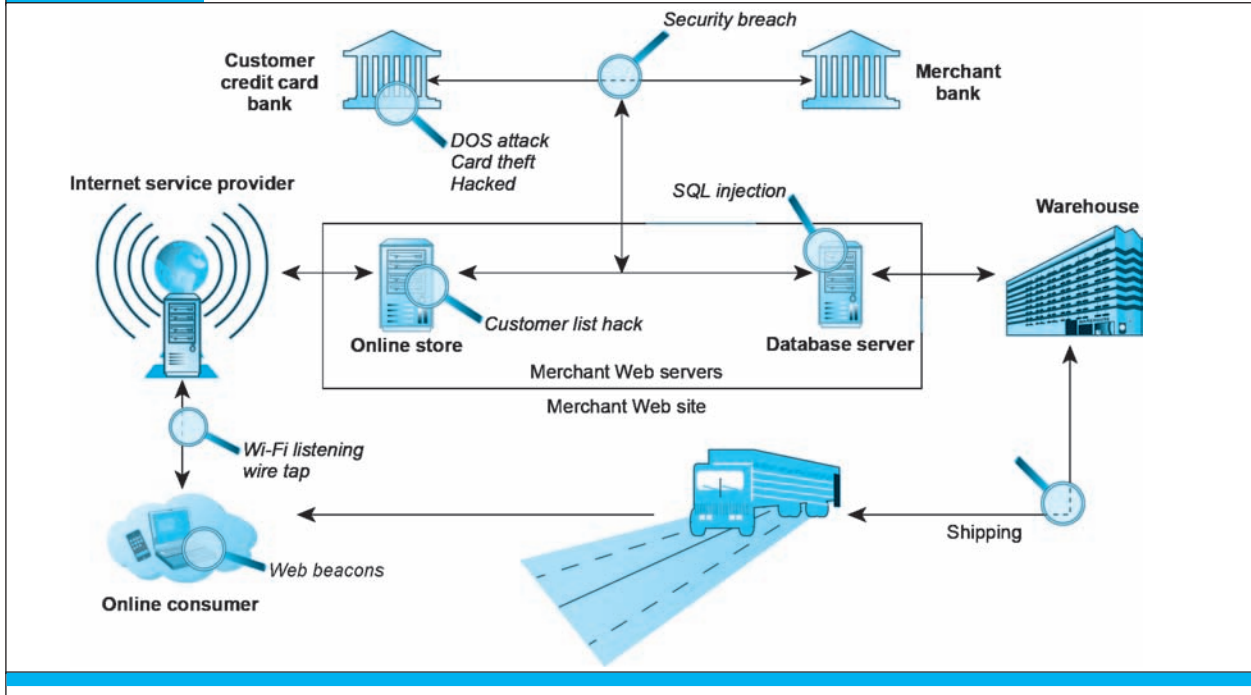 Security breach
Customer
credit card
bank
Merchant
bank
DOS attack
Card theft
Hacked
Internet service provider
SQL injection
Warehouse
Customer list hack
Online store
Database server
Merchant Web servers
Merchant Web site
Wi-Fi listening
wire tap
Shipping
Web beacons
Online consumer